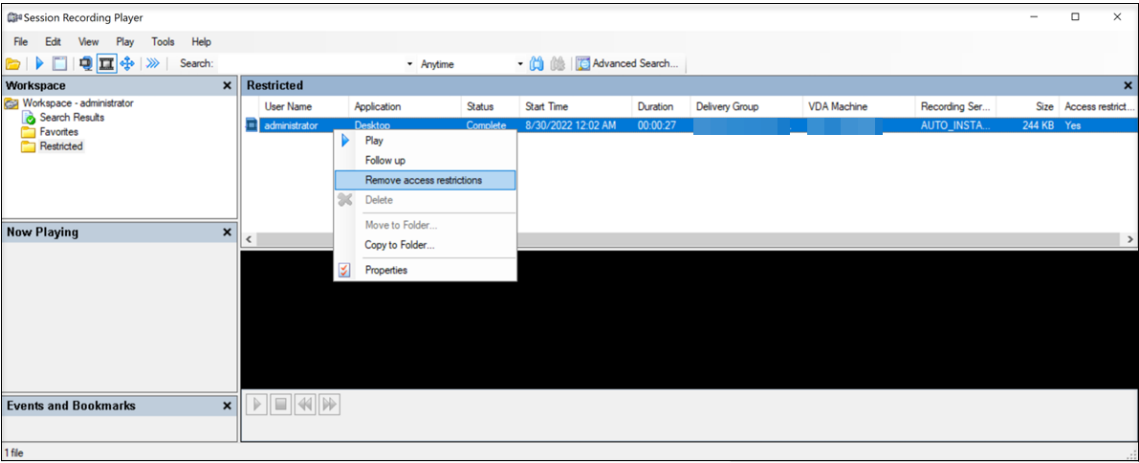 Session Recording Player
File Edit View Play Tools Help
Search: Anytime Advanced Search...
Workspace
Workspace - administrator
Search Results
Favorites
Restricted
Restricted
User Name Application Status Start Time Duration Delivery Group VDA Machine Recording Ser... Size Access restrict...
administrator Desktop Complete 8/30/2022 12:02 AM 00:00:27 AUTO_INSTA... 244 KB Yes
Play
Follow up
Remove access restrictions
Delete
Move to Folder...
Copy to Folder...
Properties
Now Playing
Events and Bookmarks
1 file